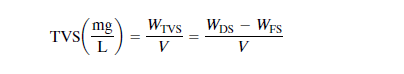 TVS(mg/L) = W_TVS/V = (W_DS − W_FS)/V